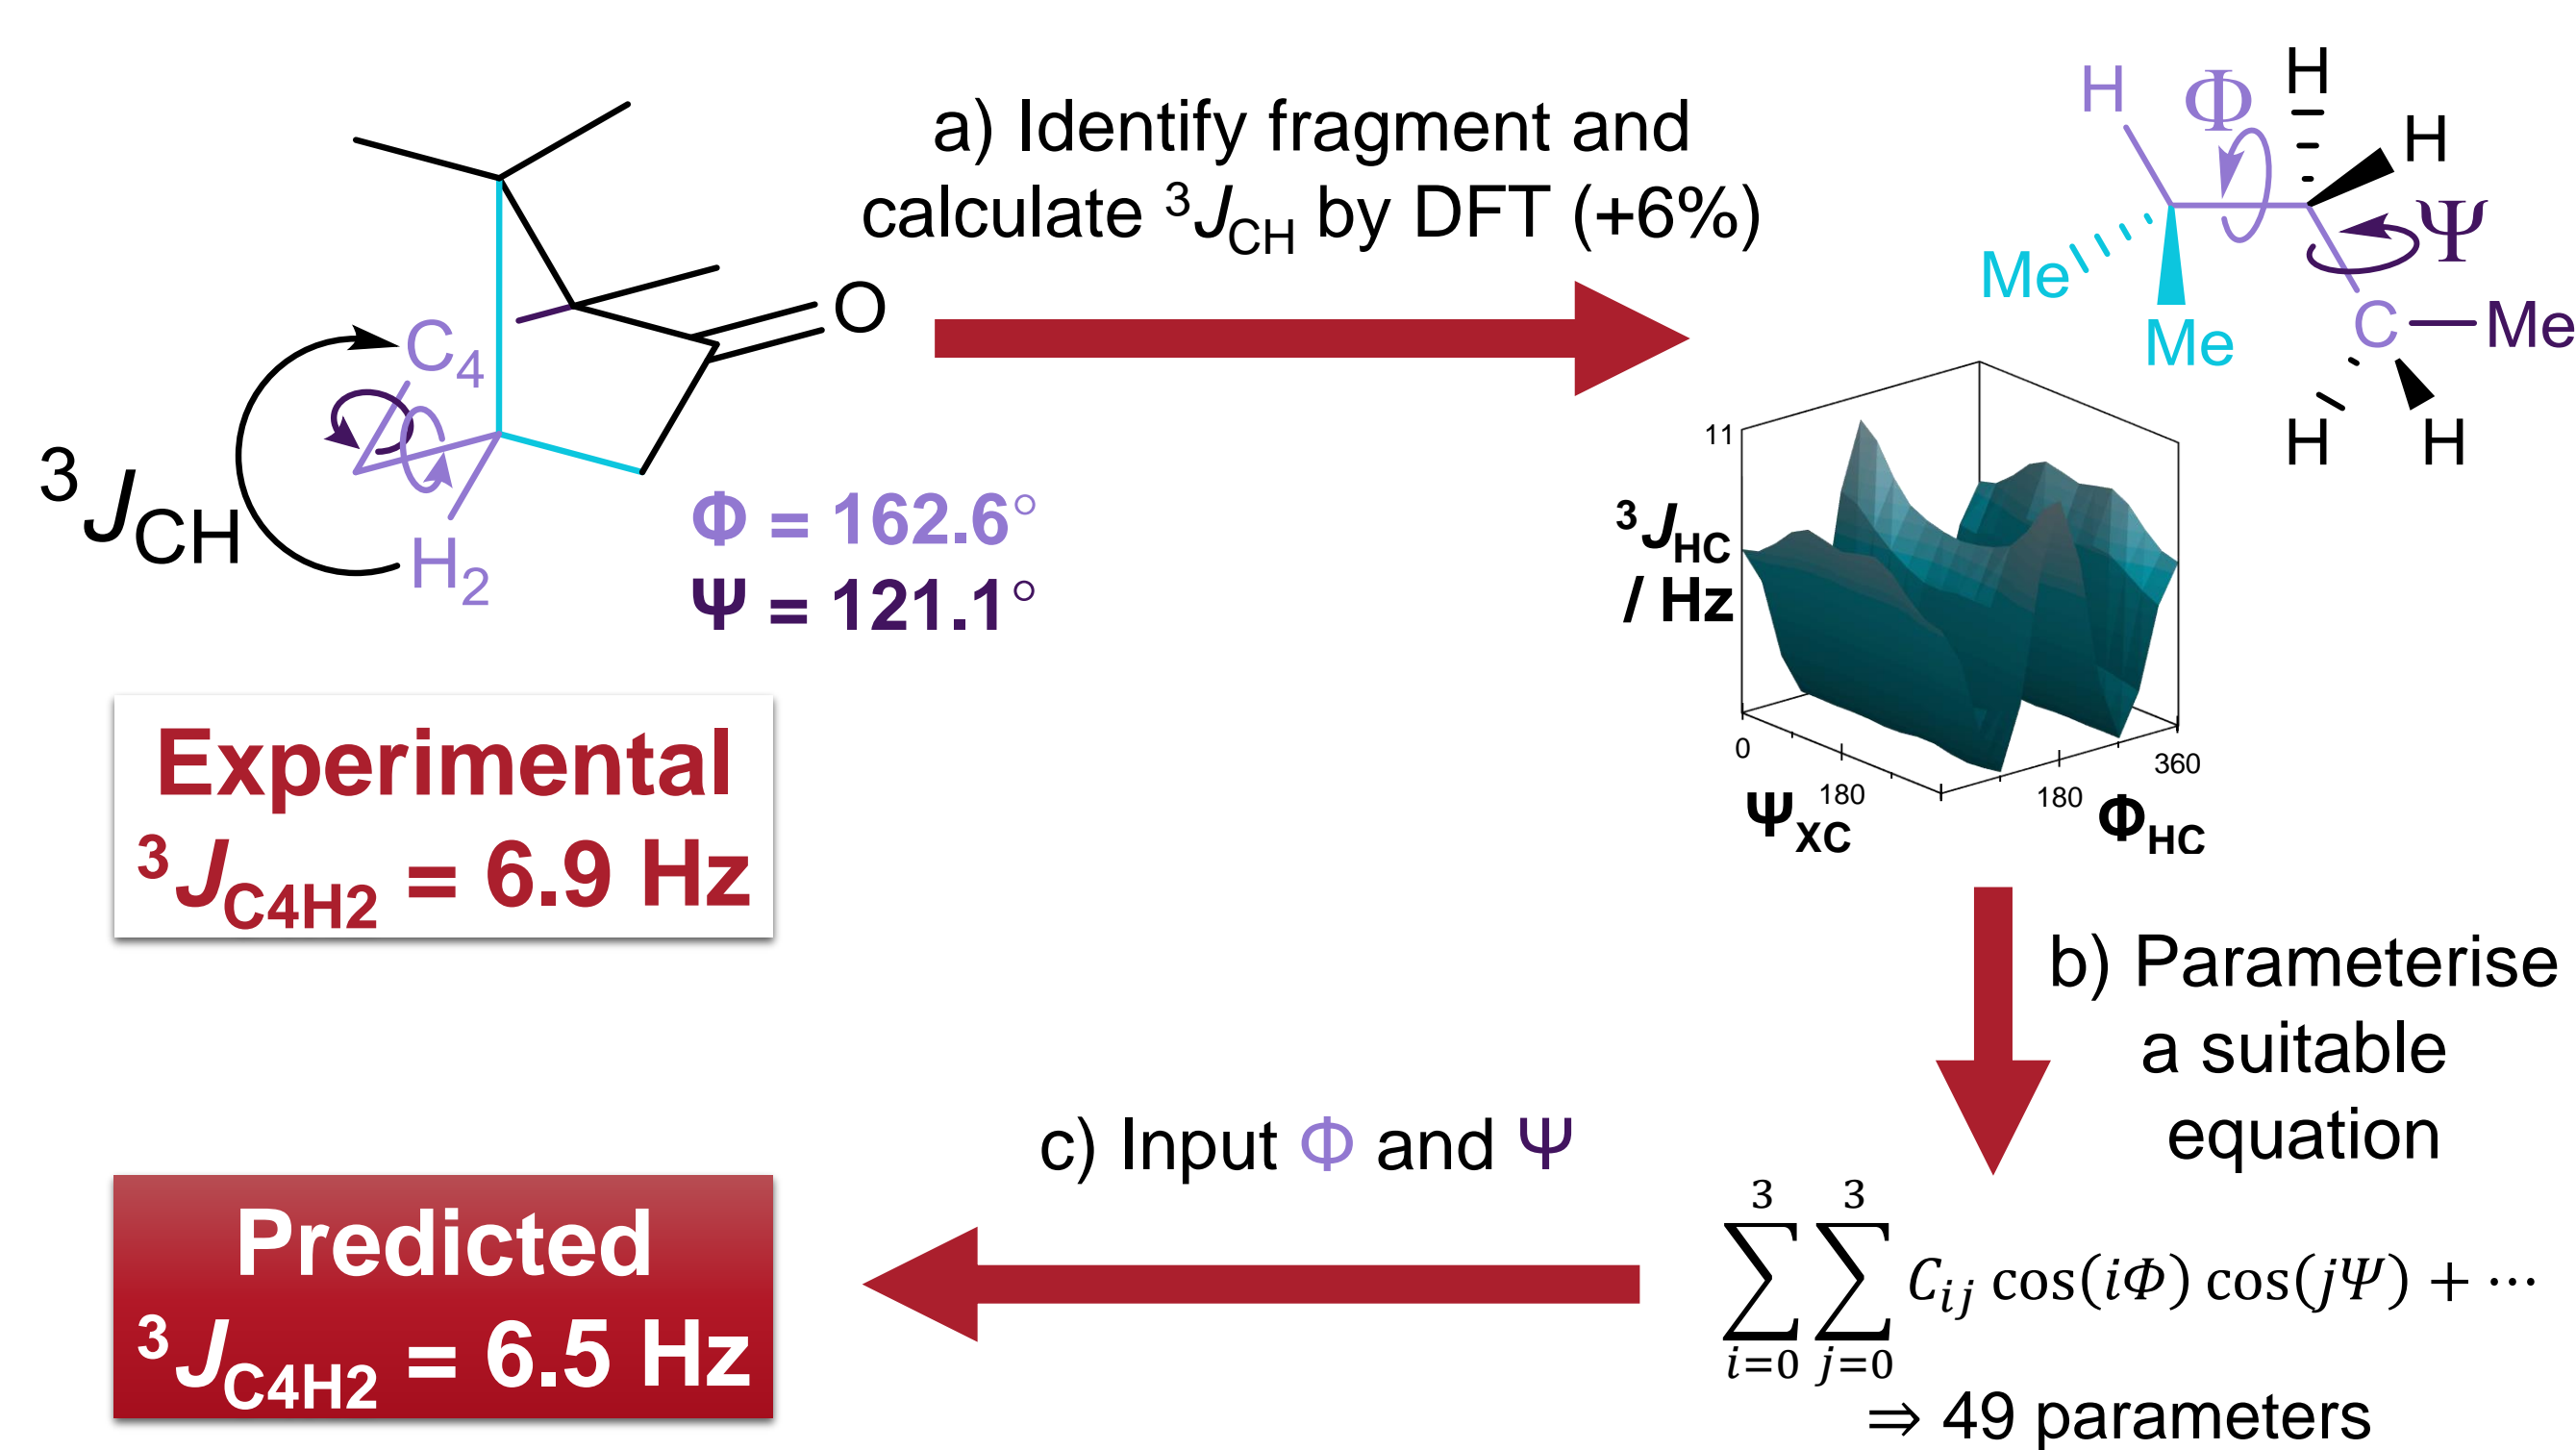 a) Identify fragment and
calculate ³J_CH by DFT (+6%)
H
Φ
H
H
Ψ
Me
Me
C
Me
H
H
O
C₄
³J_CH
H₂
Φ = 162.6°
Ψ = 121.1°
11
³J_HC
/ Hz
0
180
Ψ_XC
180
360
Φ_HC
Experimental
³J_C4H2 = 6.9 Hz
b) Parameterise
a suitable
equation
c) Input Φ and Ψ
Predicted
³J_C4H2 = 6.5 Hz
3 3
∑ ∑ C_ij cos(iΦ) cos(jΨ) + ⋯
i=0 j=0
⇒ 49 parameters